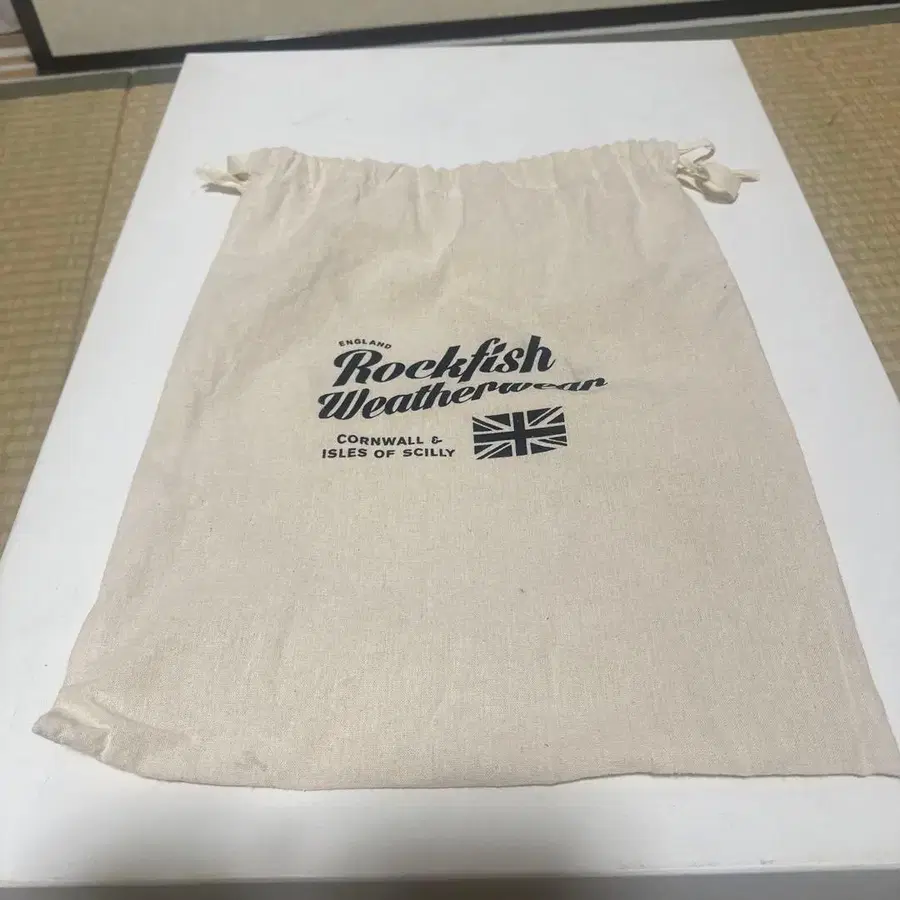 ENGLAND
Rockfish
Weatherwear
CORNWALL &
ISLES OF SCILLY